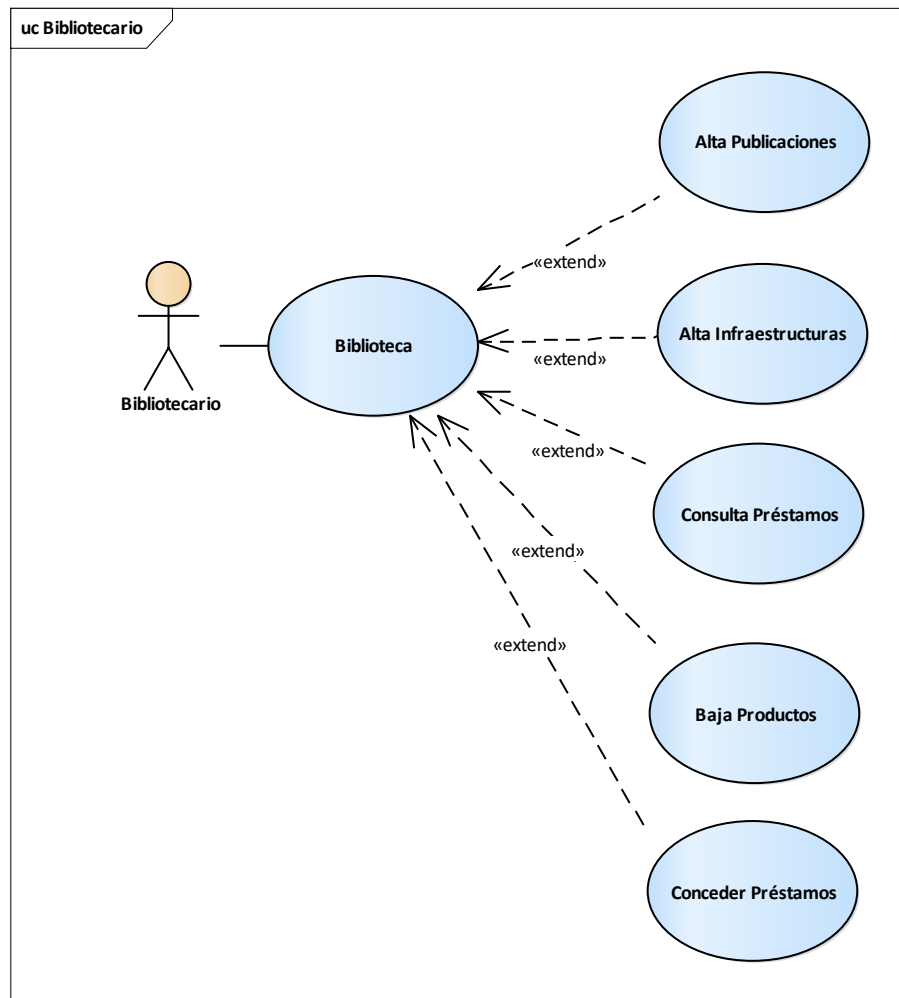 uc Bibliotecario
Alta Publicaciones
«extend»
Bibliotecario
Biblioteca
Alta Infraestructuras
«extend»
«extend»
Consulta Préstamos
«extend»
«extend»
Baja Productos
Conceder Préstamos